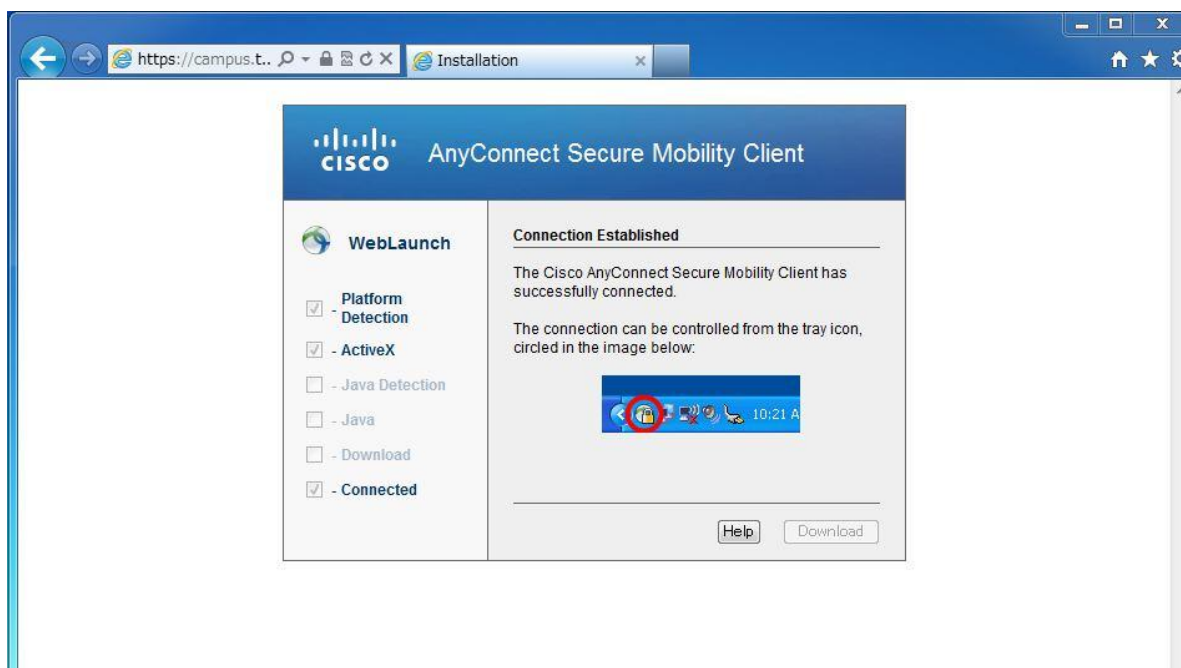 https://campus.t..
Installation
CISCO
AnyConnect Secure Mobility Client
WebLaunch
- Platform
Detection
- ActiveX
- Java Detection
- Java
- Download
- Connected
Connection Established
The Cisco AnyConnect Secure Mobility Client has
successfully connected.
The connection can be controlled from the tray icon,
circled in the image below:
10:21 A
Help
Download